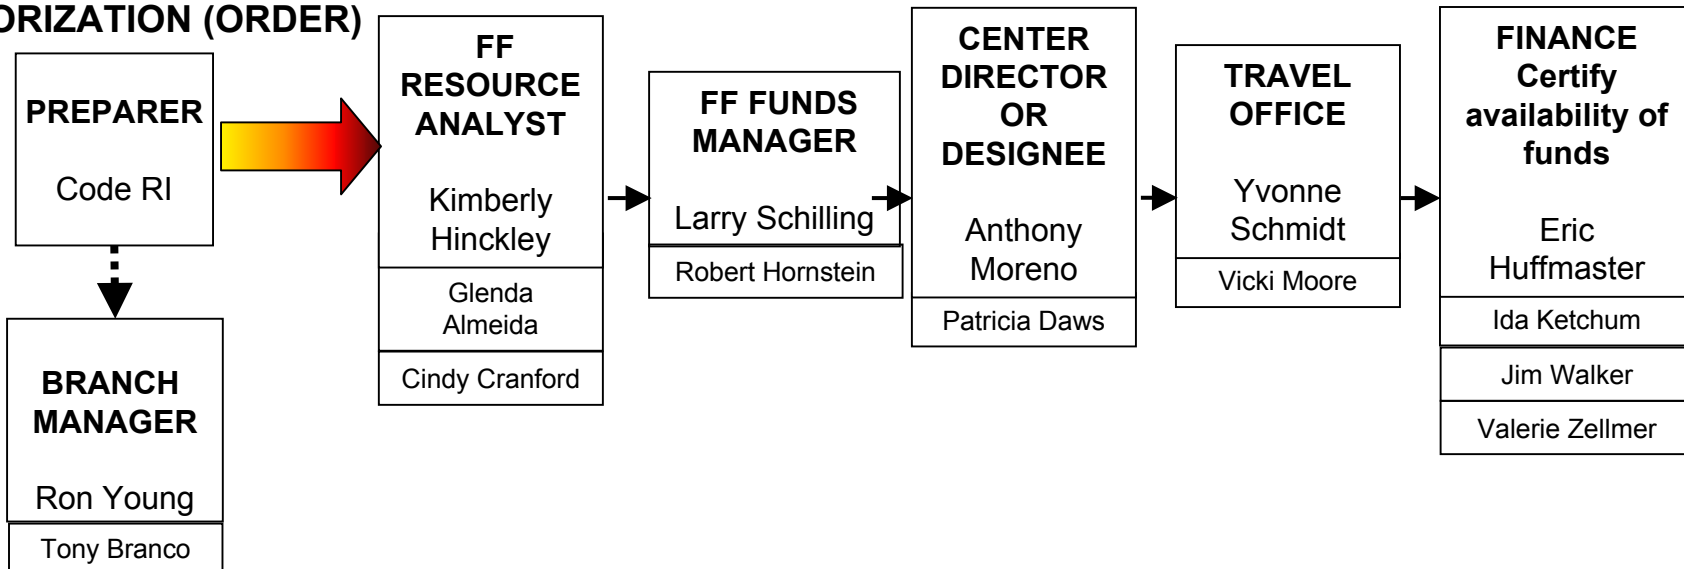 ORIZATION (ORDER)
PREPARER
Code RI
BRANCH
MANAGER
Ron Young
Tony Branco
FF
RESOURCE
ANALYST
Kimberly
Hinckley
Glenda
Almeida
Cindy Cranford
FF FUNDS
MANAGER
Larry Schilling
Robert Hornstein
CENTER
DIRECTOR
OR
DESIGNEE
Anthony
Moreno
Patricia Daws
TRAVEL
OFFICE
Yvonne
Schmidt
Vicki Moore
FINANCE
Certify
availability of
funds
Eric
Huffmaster
Ida Ketchum
Jim Walker
Valerie Zellmer